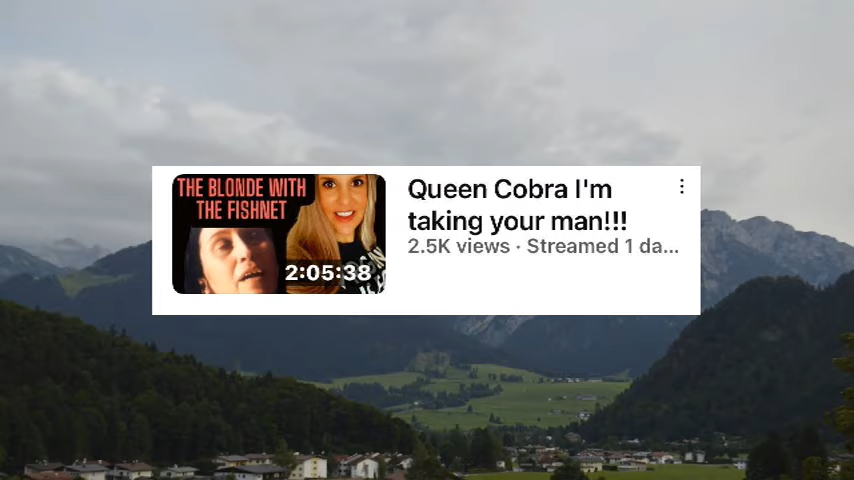 THE BLONDE WITH
THE FISHNET
2:05:38
Queen Cobra I'm
taking your man!!!
2.5K views · Streamed 1 da...